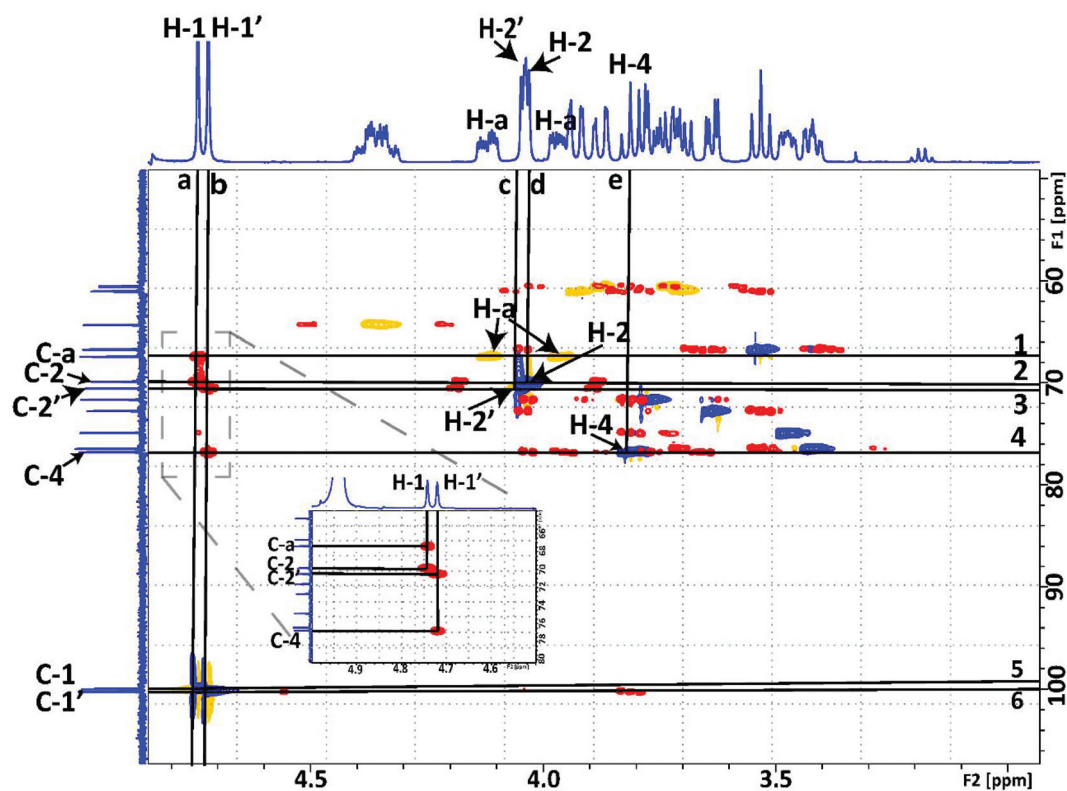 H-1 H-1’
H-2’
H-2
H-4
H-a
H-a
a b c d e
F1 [ppm]
60
H-a
H-2
C-a
1
C-2
2
70
C-2’
H-2’
3
H-4
4
C-4
80
H-1 H-1’
C-a
C-2
C-2’
C-4
66
68
70
72
74
76
78
80
4.9 4.8 4.7 4.6
F2 [ppm]
90
C-1
5
C-1’
6
100
4.5 4.0 3.5 F2 [ppm]